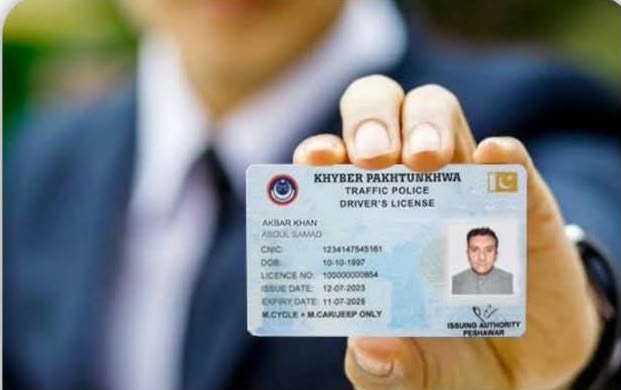 KHYBER PAKHTUNKHWA
TRAFFIC POLICE
DRIVER'S LICENSE
AKBAR KHAN
ABDUL SAMAD
CNIC: 1234147545161
DOB: 10-10-1997
LICENCE NO: 100000000864
ISSUE DATE: 12-07-2023
EXPIRY DATE: 11-07-2028
M.CYCLE + M.CAR/JEEP ONLY
ISSUING AUTHORITY
PESHAWAR